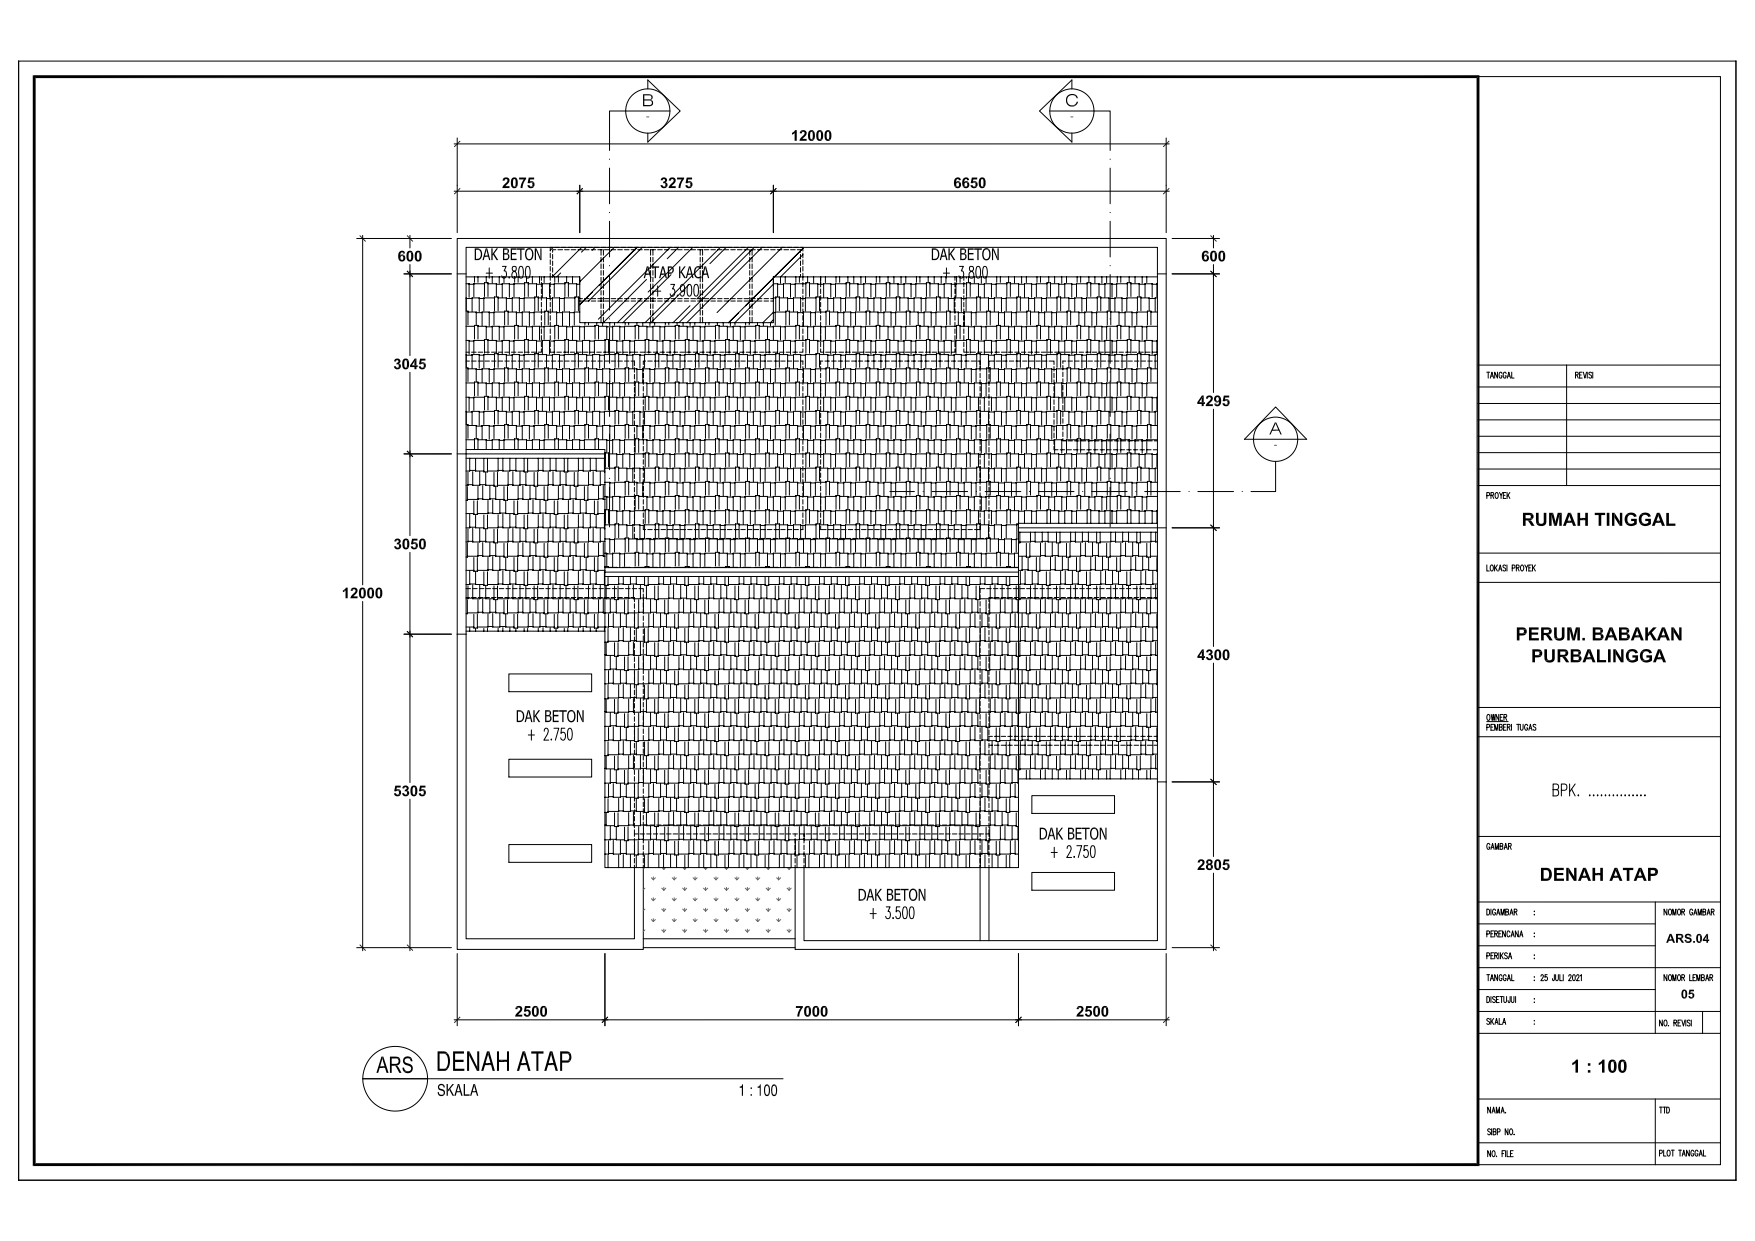 B
-
C
-
12000
2075
3275
6650
DAK BETON
+ 3.800
ATAP KACA
+ 3.900
DAK BETON
+ 3.800
600
600
3045
4295
A
-
3050
12000
4300
DAK BETON
+ 2.750
5305
DAK BETON
+ 2.750
2805
DAK BETON
+ 3.500
2500
7000
2500
ARS
DENAH ATAP
SKALA 1 : 100
TANGGAL REVISI
PROYEK
RUMAH TINGGAL
LOKASI PROYEK
PERUM. BABAKAN
PURBALINGGA
OWNER
PEMBERI TUGAS
BPK. ...............
GAMBAR
DENAH ATAP
DIGAMBAR : NOMOR GAMBAR
PERENCANA : ARS.04
PERIKSA :
TANGGAL : 25 JULI 2021 NOMOR LEMBAR
DISETUJUI : 05
SKALA : NO. REVISI
1 : 100
NAMA. TTD
SIBP NO.
NO. FILE PLOT TANGGAL